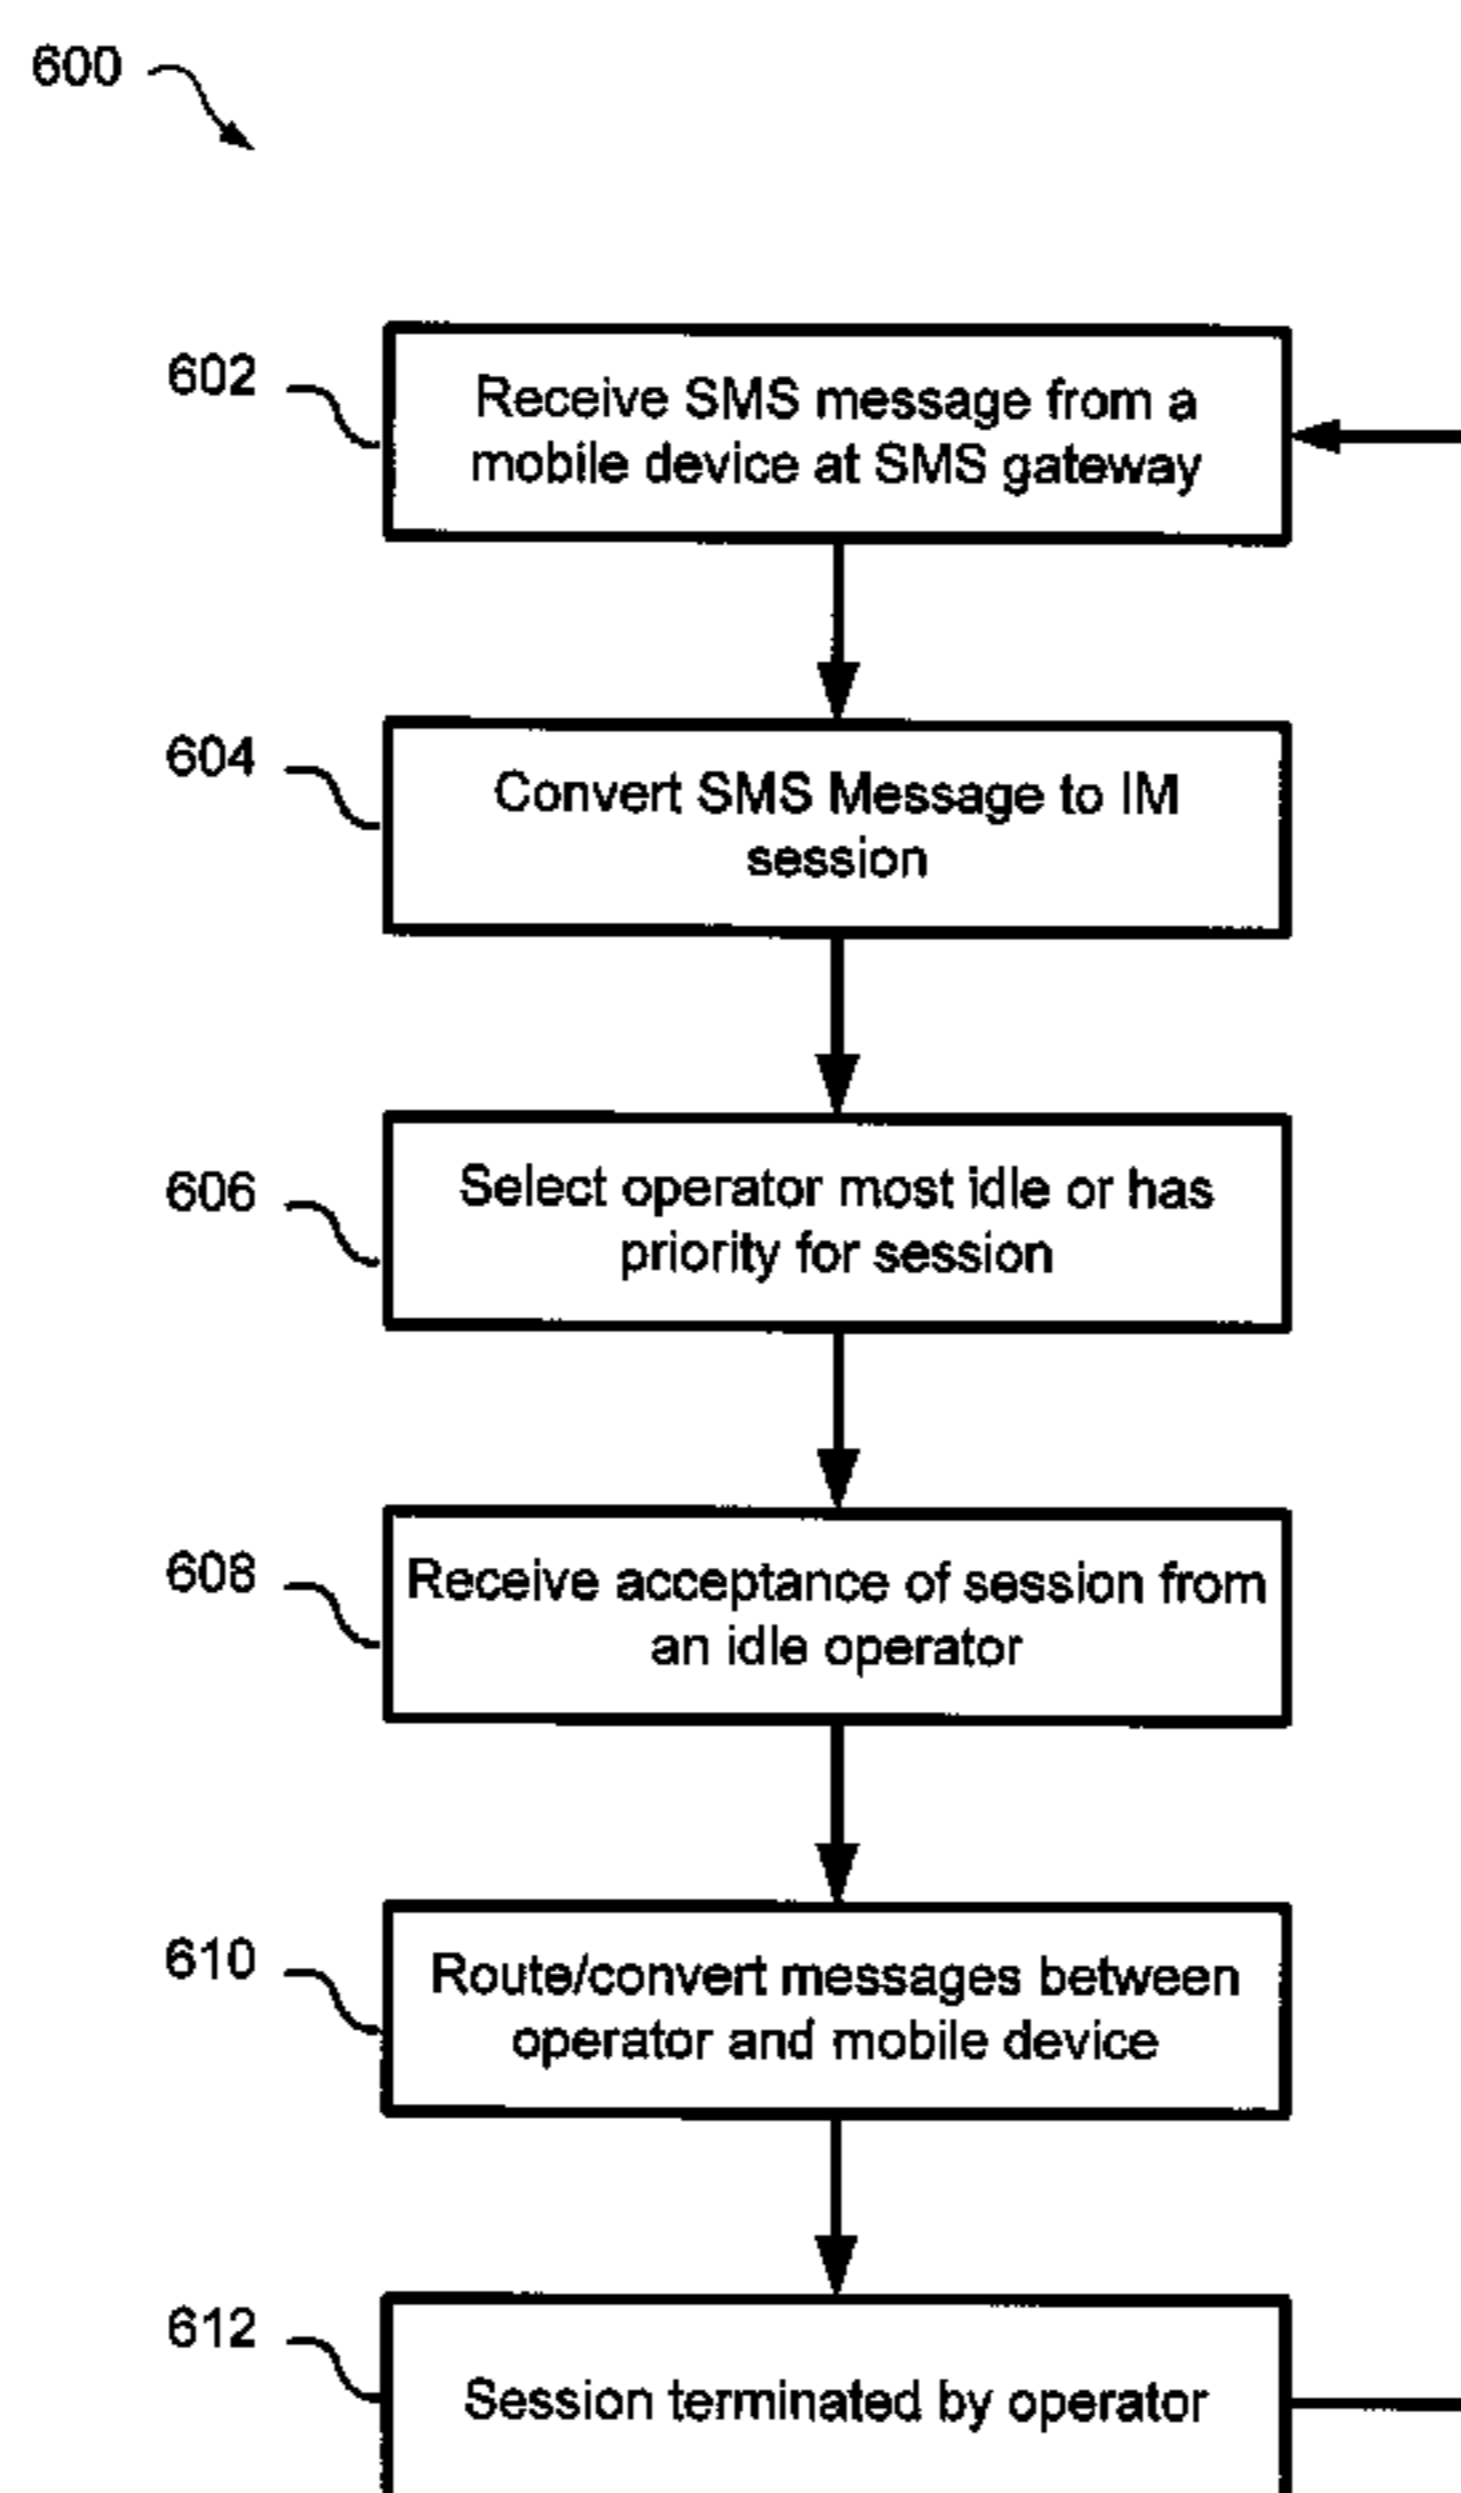 600
602
Receive SMS message from a
mobile device at SMS gateway
604
Convert SMS Message to IM
session
606
Select operator most idle or has
priority for session
608
Receive acceptance of session from
an idle operator
610
Route/convert messages between
operator and mobile device
612
Session terminated by operator